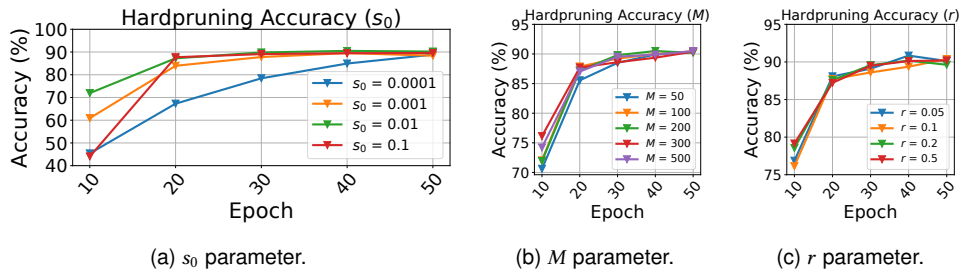 Hardpruning Accuracy (s₀)
Accuracy (%)
100
90
80
70
60
50
40
10
20
30
40
50
Epoch
s₀ = 0.0001
s₀ = 0.001
s₀ = 0.01
s₀ = 0.1
(a) s₀ parameter.
Hardpruning Accuracy (M)
Accuracy (%)
95
90
85
80
75
70
10
20
30
40
50
Epoch
M = 50
M = 100
M = 200
M = 300
M = 500
(b) M parameter.
Hardpruning Accuracy (r)
Accuracy (%)
95
90
85
80
75
10
20
30
40
50
Epoch
r = 0.05
r = 0.1
r = 0.2
r = 0.5
(c) r parameter.